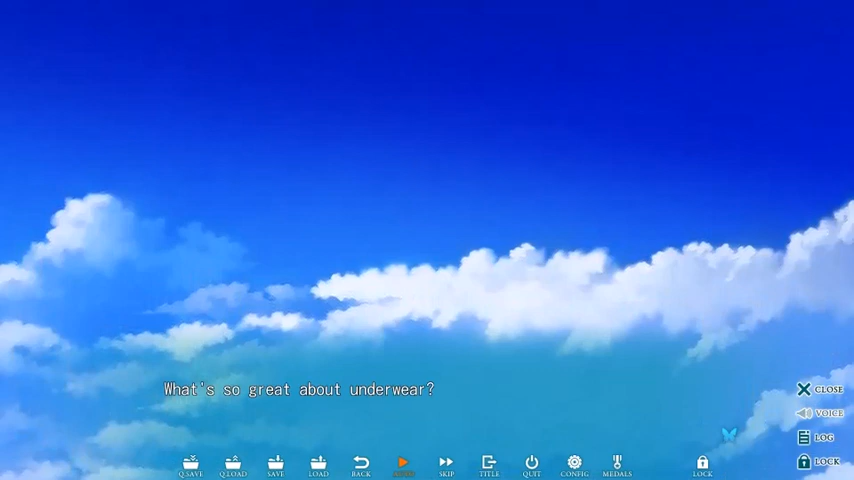 What's so great about underwear?
CLOSE
VOICE
LOG
LOCK
Q.SAVE Q.LOAD SAVE LOAD BACK AUTO SKIP TITLE QUIT CONFIG MEDALS LOCK